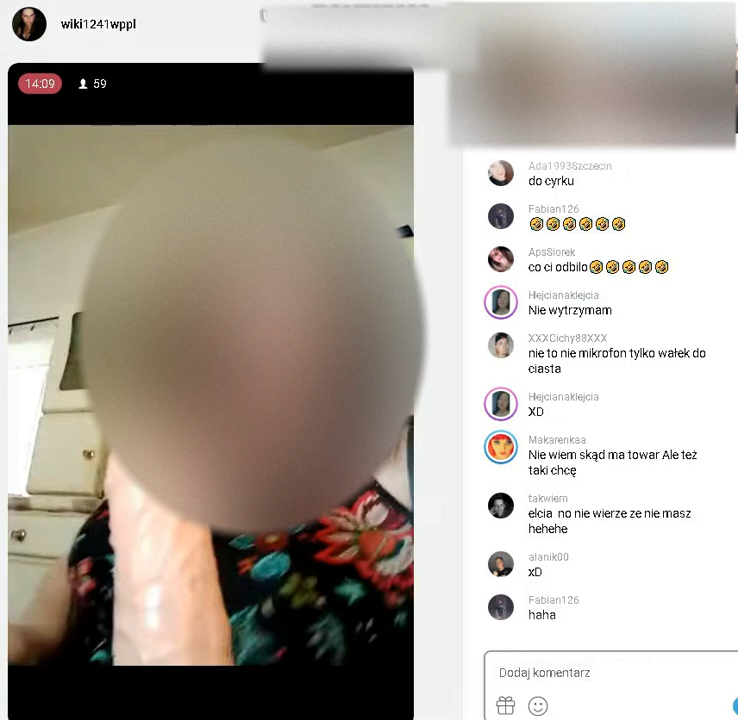 wiki1241wppl
14:09
59
Ada1993Szczecin
do cyrku
Fabian126
🤣🤣🤣🤣🤣🤣
ApsSiorek
co ci odbilo🤣🤣🤣🤣🤣
Hejcianaklejcia
Nie wytrzymam
XXXCichy88XXX
nie to nie mikrofon tylko wałek do
ciasta
Hejcianaklejcia
XD
Makarenkaa
Nie wiem skąd ma towar Ale też
taki chcę
takwiem
elcia no nie wierze ze nie masz
hehehe
alanik00
xD
Fabian126
haha
Dodaj komentarz